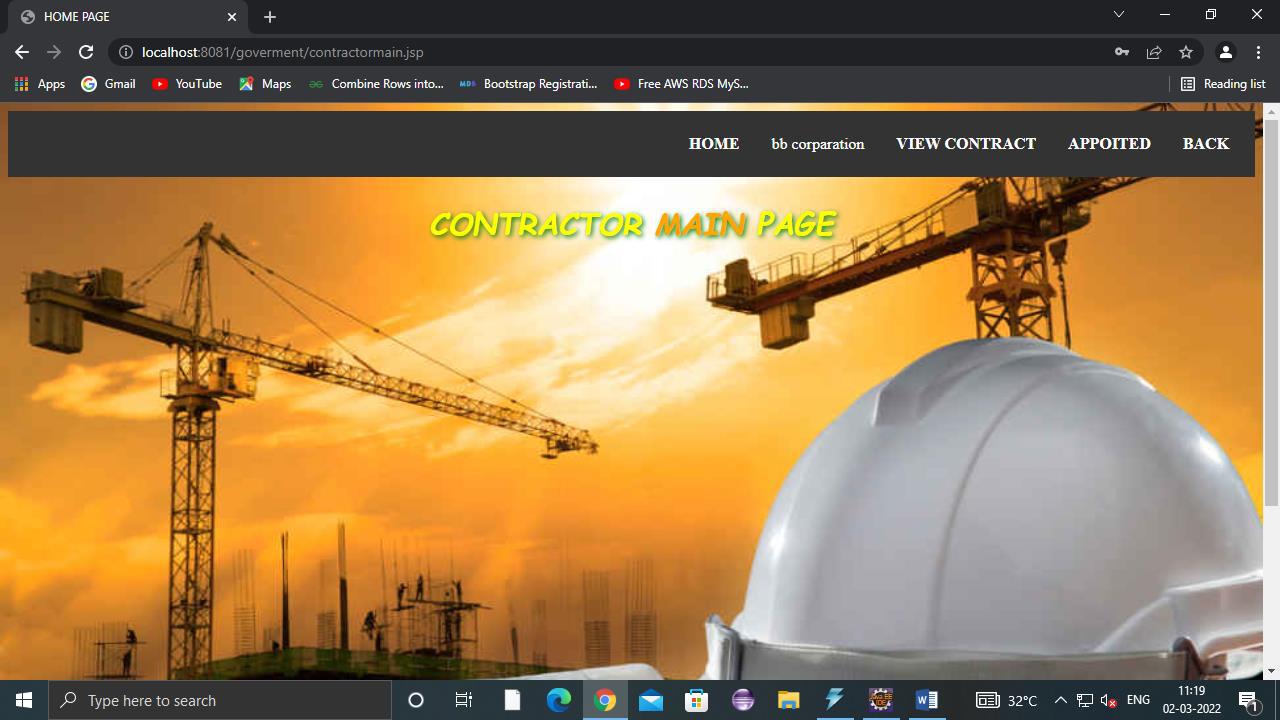 HOME PAGE
localhost:8081/goverment/contractormain.jsp
Apps Gmail YouTube Maps Combine Rows into... MDB Bootstrap Registrati... Free AWS RDS MyS... Reading list
HOME bb corparation VIEW CONTRACT APPOITED BACK
CONTRACTOR MAIN PAGE
Type here to search 32°C ENG 11:19
02-03-2022 1